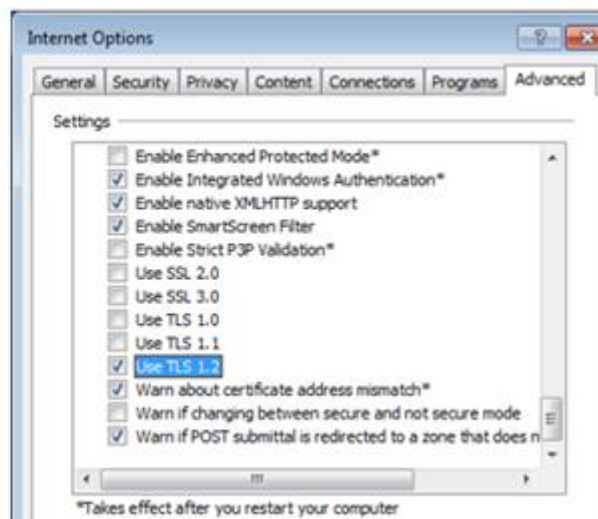 Internet Options
General Security Privacy Content Connections Programs Advanced
Settings
Enable Enhanced Protected Mode*
Enable Integrated Windows Authentication*
Enable native XMLHTTP support
Enable SmartScreen Filter
Enable Strict P3P Validation*
Use SSL 2.0
Use SSL 3.0
Use TLS 1.0
Use TLS 1.1
Use TLS 1.2
Warn about certificate address mismatch*
Warn if changing between secure and not secure mode
Warn if POST submittal is redirected to a zone that does n
*Takes effect after you restart your computer